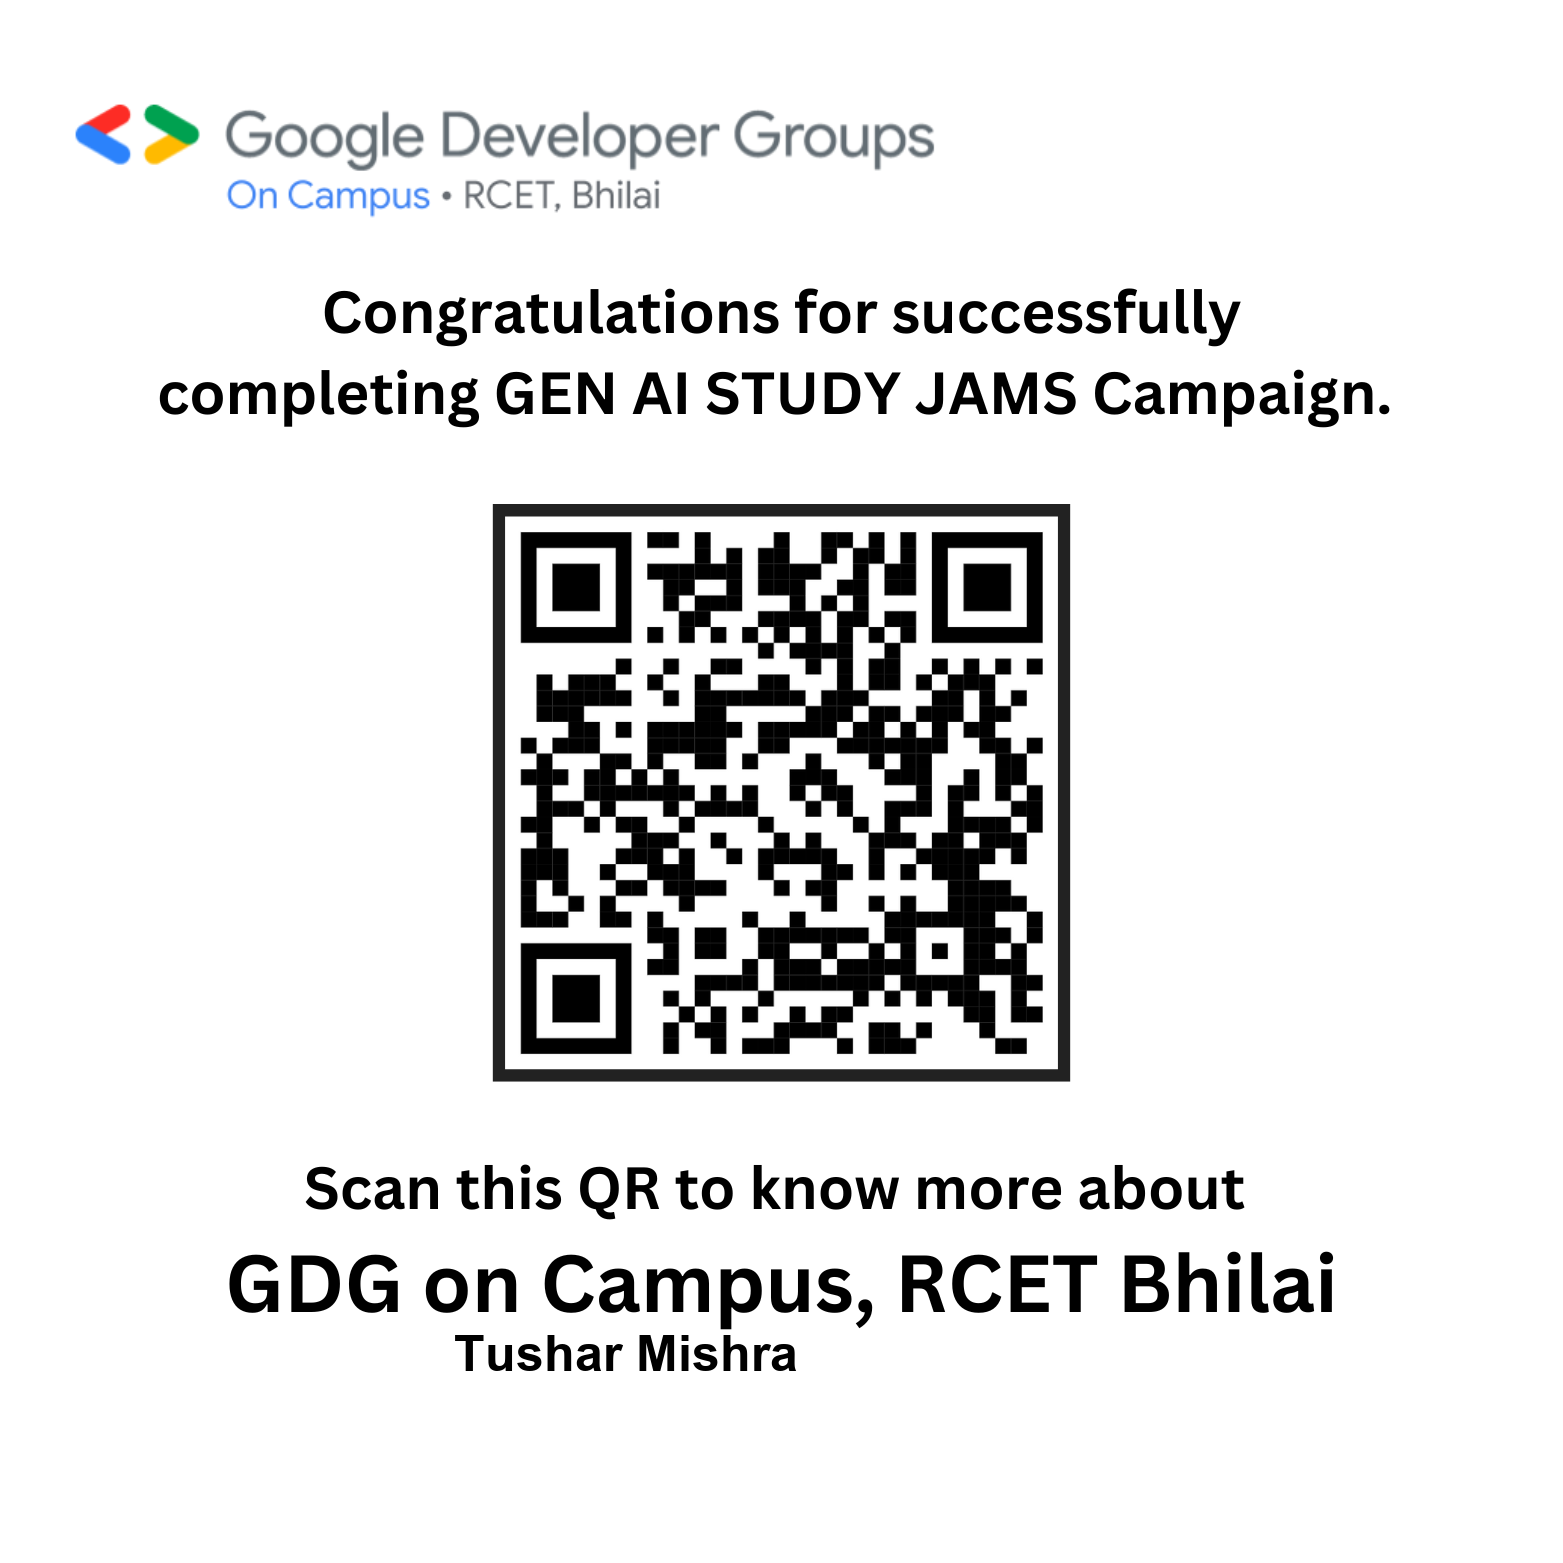 Google Developer Groups
On Campus • RCET, Bhilai
Congratulations for successfully
completing GEN AI STUDY JAMS Campaign.
Scan this QR to know more about
GDG on Campus, RCET Bhilai
Tushar Mishra